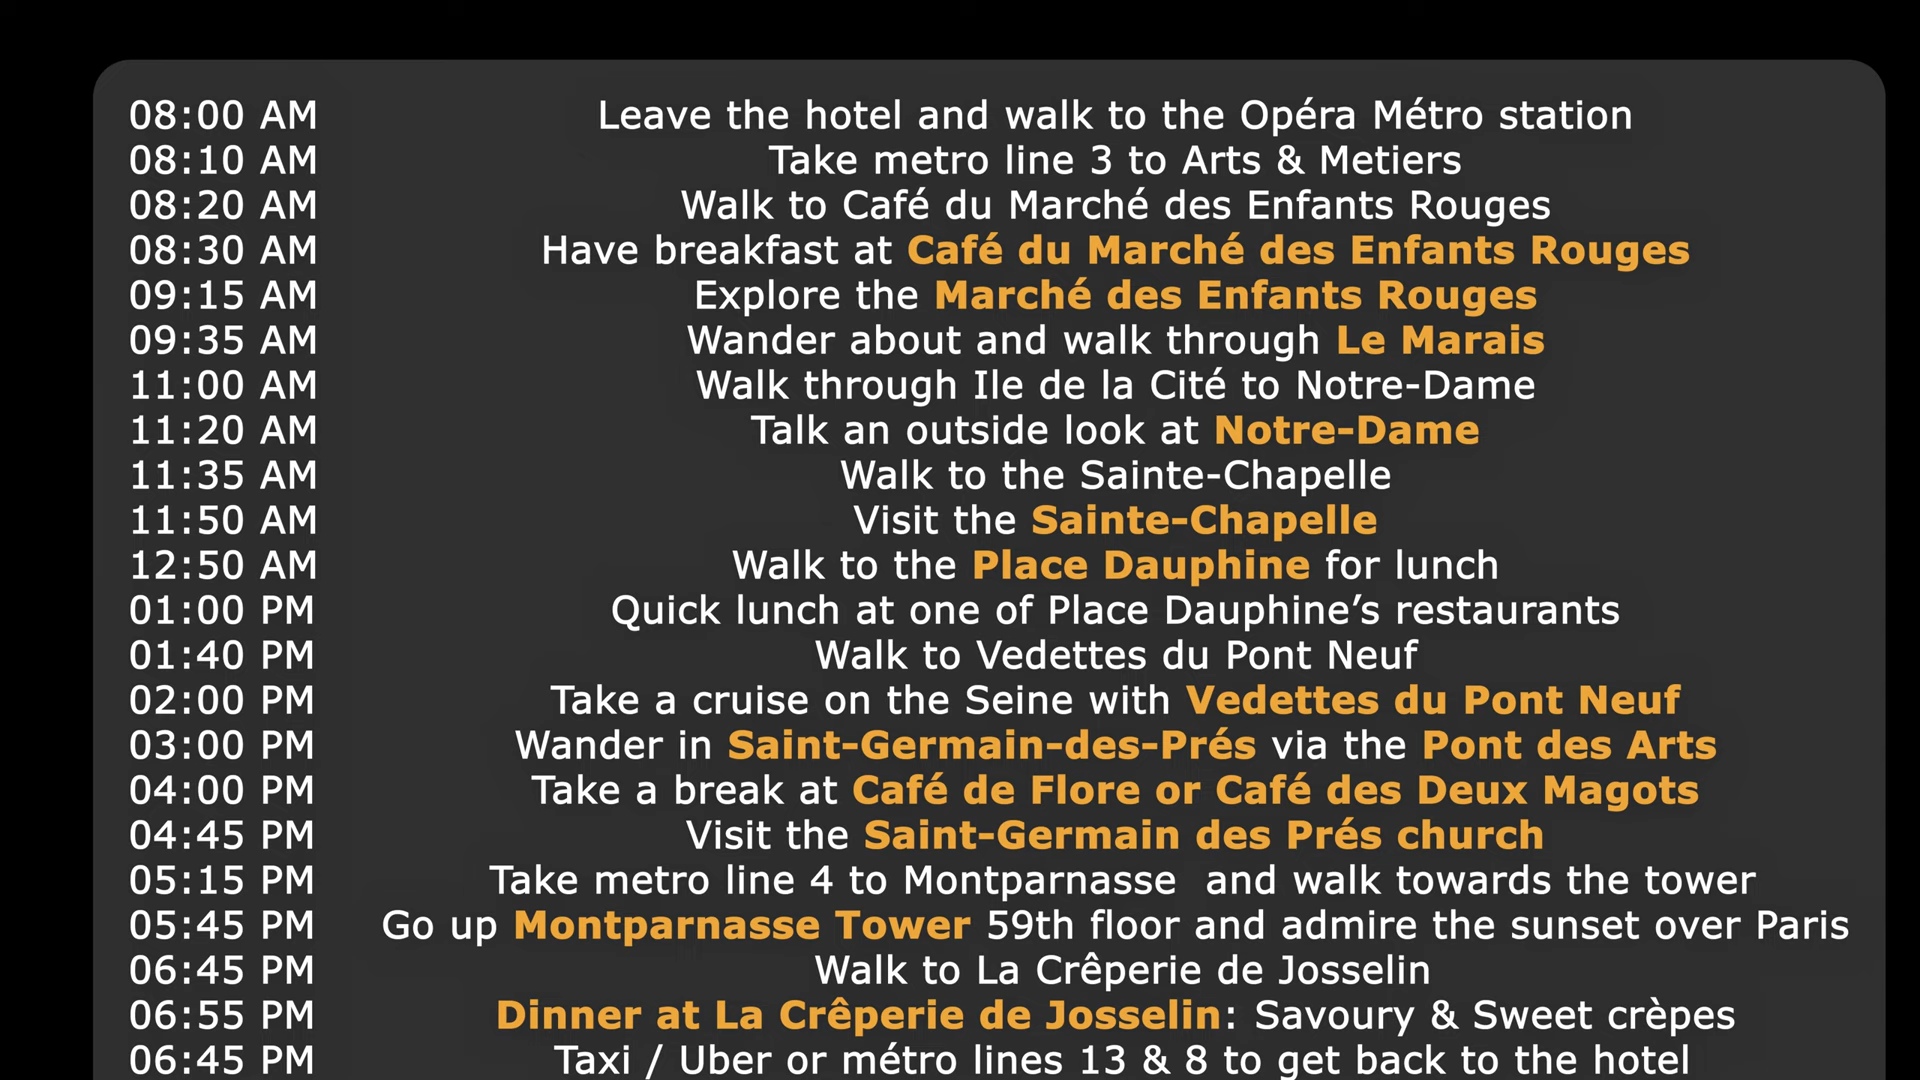 08:00 AM Leave the hotel and walk to the Opéra Métro station
08:10 AM Take metro line 3 to Arts & Metiers
08:20 AM Walk to Café du Marché des Enfants Rouges
08:30 AM Have breakfast at Café du Marché des Enfants Rouges
09:15 AM Explore the Marché des Enfants Rouges
09:35 AM Wander about and walk through Le Marais
11:00 AM Walk through Ile de la Cité to Notre-Dame
11:20 AM Talk an outside look at Notre-Dame
11:35 AM Walk to the Sainte-Chapelle
11:50 AM Visit the Sainte-Chapelle
12:50 AM Walk to the Place Dauphine for lunch
01:00 PM Quick lunch at one of Place Dauphine’s restaurants
01:40 PM Walk to Vedettes du Pont Neuf
02:00 PM Take a cruise on the Seine with Vedettes du Pont Neuf
03:00 PM Wander in Saint-Germain-des-Prés via the Pont des Arts
04:00 PM Take a break at Café de Flore or Café des Deux Magots
04:45 PM Visit the Saint-Germain des Prés church
05:15 PM Take metro line 4 to Montparnasse  and walk towards the tower
05:45 PM Go up Montparnasse Tower 59th floor and admire the sunset over Paris
06:45 PM Walk to La Crêperie de Josselin
06:55 PM Dinner at La Crêperie de Josselin: Savoury & Sweet crèpes
06:45 PM Taxi / Uber or métro lines 13 & 8 to get back to the hotel